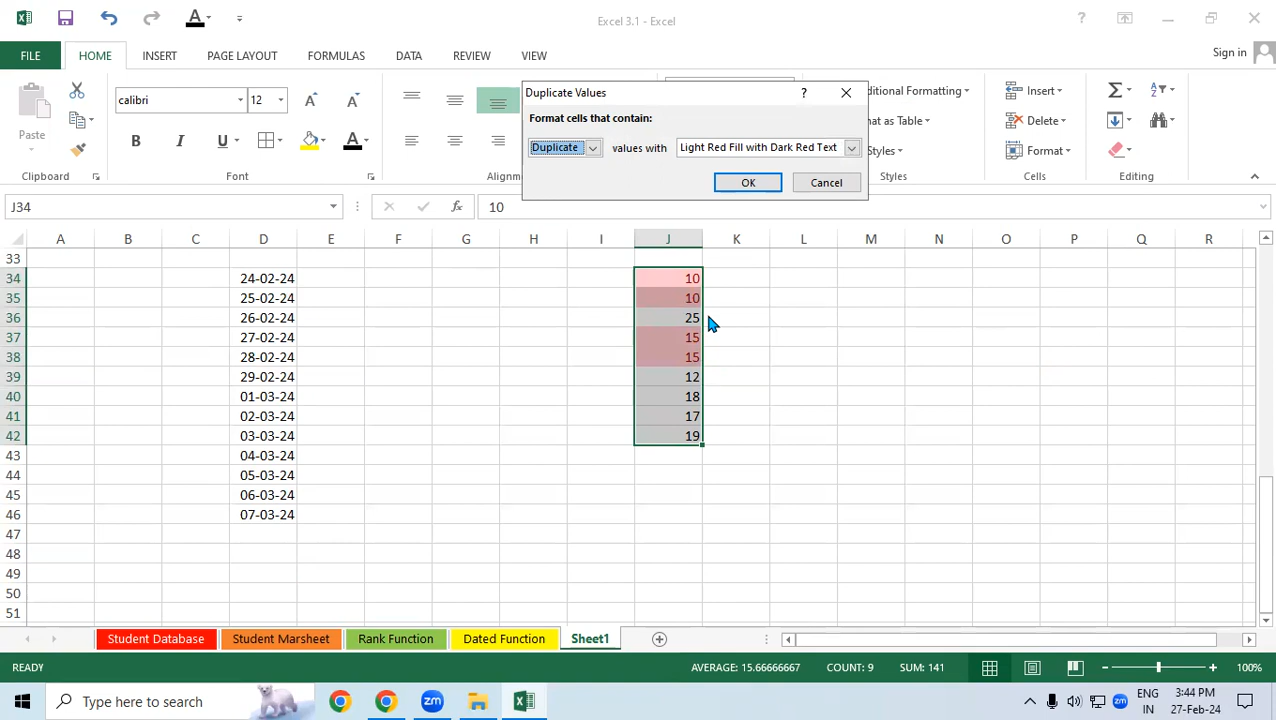 Excel 3.1 - Excel
?
FILE
HOME
INSERT
PAGE LAYOUT
FORMULAS
DATA
REVIEW
VIEW
Sign in
Paste
Clipboard
calibri
12
B
I
U
A
Font
Alignm
Duplicate Values
?
Format cells that contain:
Duplicate
values with
Light Red Fill with Dark Red Text
OK
Cancel
ditional Formatting
at as Table
Styles
Styles
Insert
Delete
Format
Cells
Editing
J34
fx
10
A B C D E F G H I J K L M N O P Q R
33
34 24-02-24 10
35 25-02-24 10
36 26-02-24 25
37 27-02-24 15
38 28-02-24 15
39 29-02-24 12
40 01-03-24 18
41 02-03-24 17
42 03-03-24 19
43 04-03-24
44 05-03-24
45 06-03-24
46 07-03-24
47
48
49
50
51
Student Database
Student Marsheet
Rank Function
Dated Function
Sheet1
READY
AVERAGE: 15.66666667
COUNT: 9
SUM: 141
100%
Type here to search
zm
zm
ENG
IN
3:44 PM
27-Feb-24